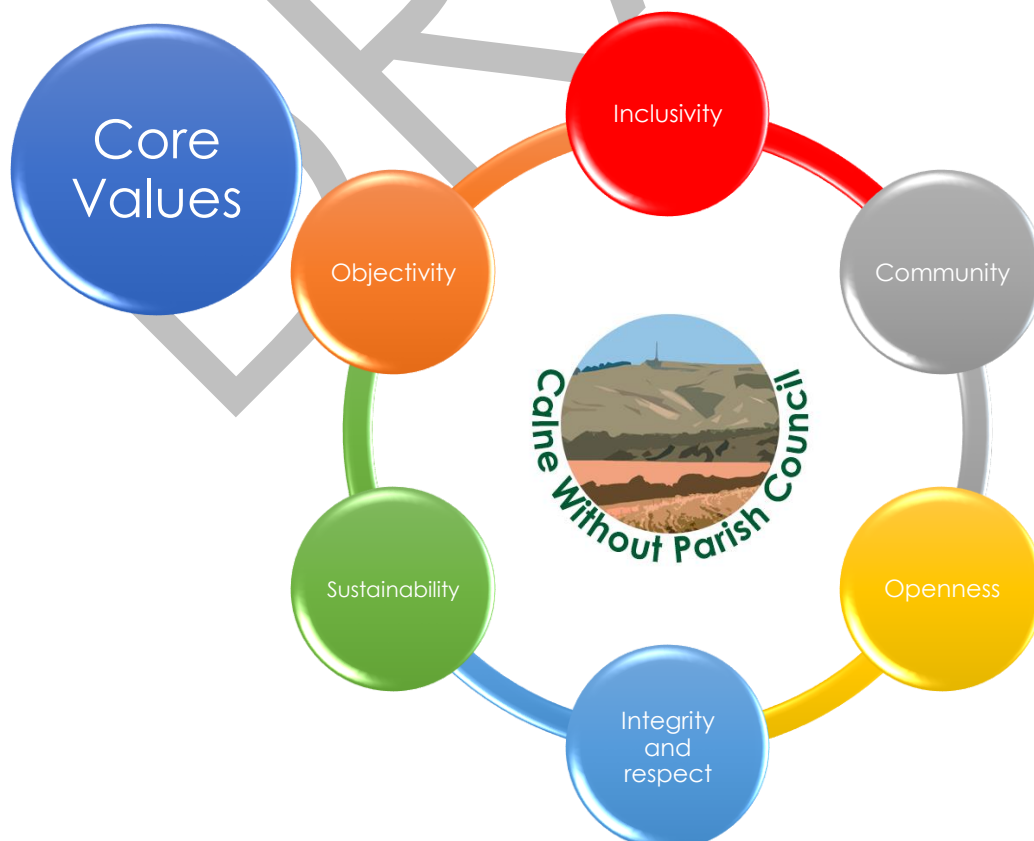 Core
Values
Inclusivity
Community
Openness
Integrity
and
respect
Sustainability
Objectivity
Calne Without Parish Council